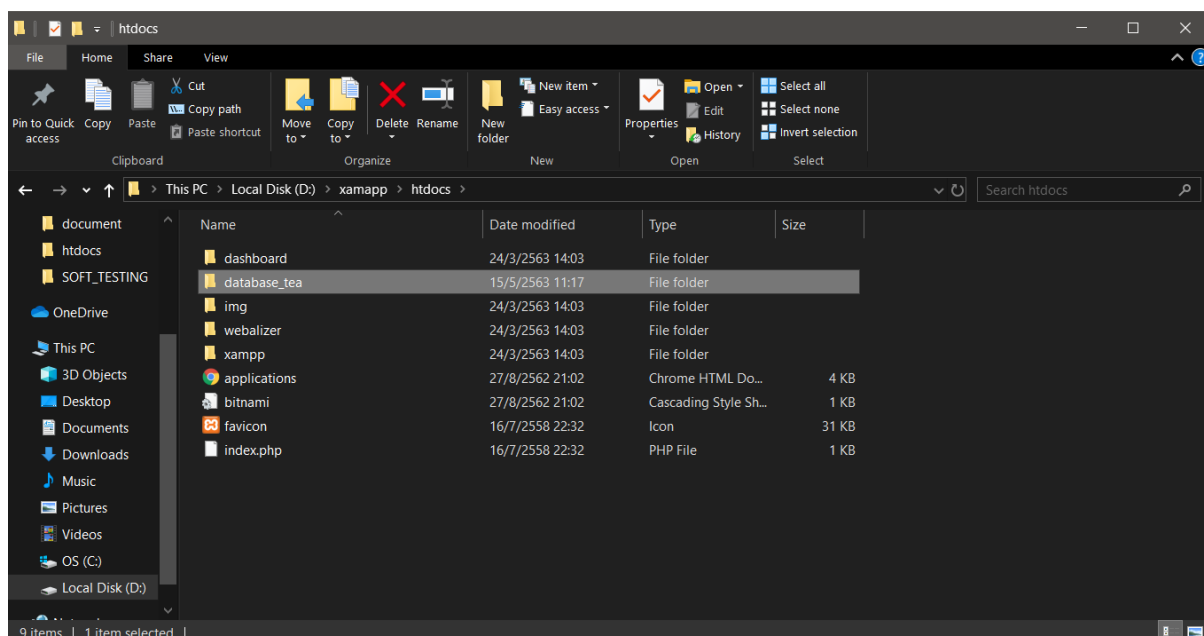 htdocs
File Home Share View
Pin to Quick access Copy Paste Cut Copy path Paste shortcut Move to Copy to Delete Rename New folder New item Easy access Properties Open Edit History Select all Select none Invert selection
Clipboard Organize New Open Select
This PC > Local Disk (D:) > xamapp > htdocs > Search htdocs
document
htdocs
SOFT_TESTING
OneDrive
This PC
3D Objects
Desktop
Documents
Downloads
Music
Pictures
Videos
OS (C:)
Local Disk (D:)
Name Date modified Type Size
dashboard 24/3/2563 14:03 File folder
database_tea 15/5/2563 11:17 File folder
img 24/3/2563 14:03 File folder
webalizer 24/3/2563 14:03 File folder
xampp 24/3/2563 14:03 File folder
applications 27/8/2562 21:02 Chrome HTML Do... 4 KB
bitnami 27/8/2562 21:02 Cascading Style Sh... 1 KB
favicon 16/7/2558 22:32 Icon 31 KB
index.php 16/7/2558 22:32 PHP File 1 KB
9 items | 1 item selected |